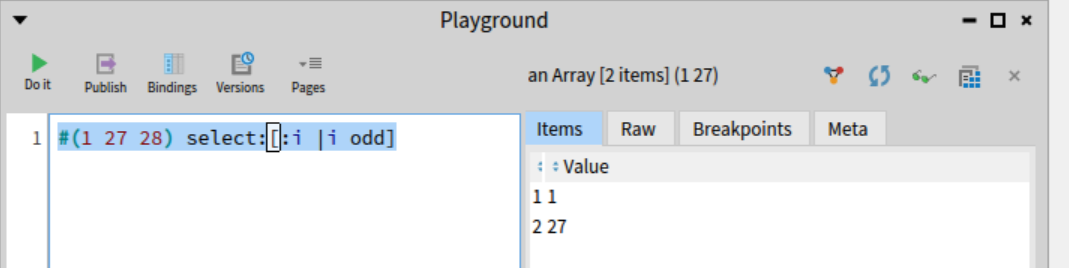 Playground
Do it Publish Bindings Versions Pages
an Array [2 items] (1 27)
1 #(1 27 28) select:[:i |i odd]
Items Raw Breakpoints Meta
Value
1 1
2 27